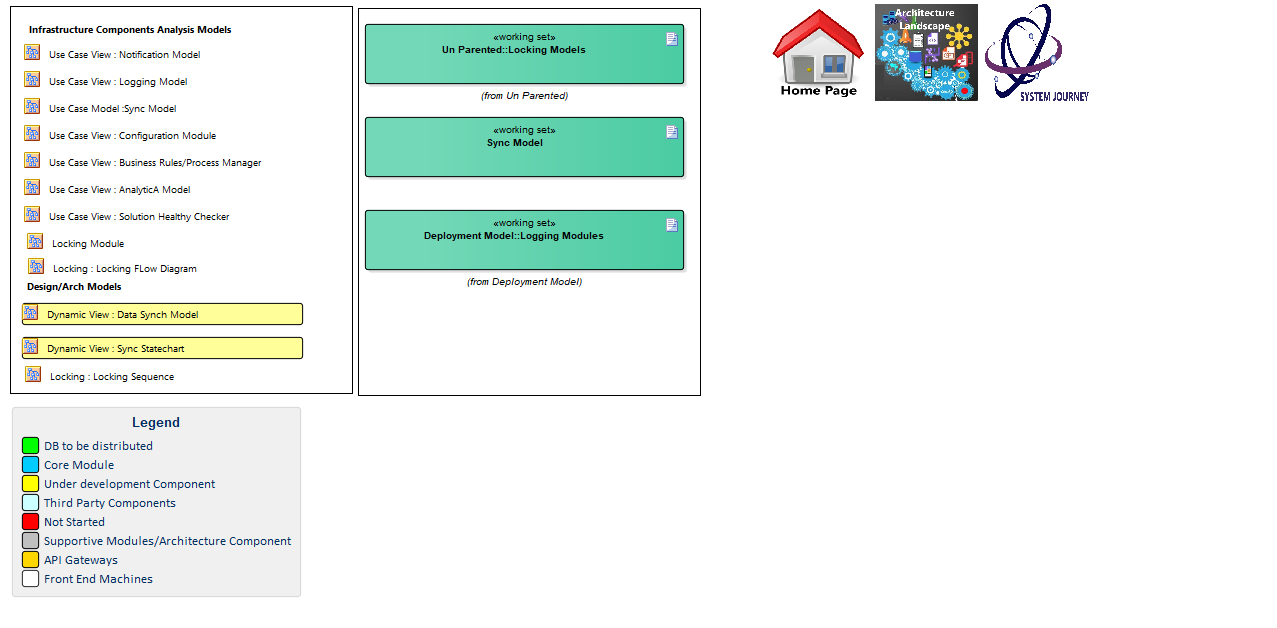 Infrastructure Components Analysis Models
Use Case View : Notification Model
Use Case View : Logging Model
Use Case Model :Sync Model
Use Case View : Configuration Module
Use Case View : Business Rules/Process Manager
Use Case View : AnalyticA Model
Use Case View : Solution Healthy Checker
Locking Module
Locking : Locking FLow Diagram
Design/Arch Models
Dynamic View : Data Synch Model
Dynamic View : Sync Statechart
Locking : Locking Sequence
«working set»
Un Parented::Locking Models
(from Un Parented)
«working set»
Sync Model
«working set»
Deployment Model::Logging Modules
(from Deployment Model)
Home Page
Architecture
Landscape
SYSTEM JOURNEY
Legend
DB to be distributed
Core Module
Under development Component
Third Party Components
Not Started
Supportive Modules/Architecture Component
API Gateways
Front End Machines